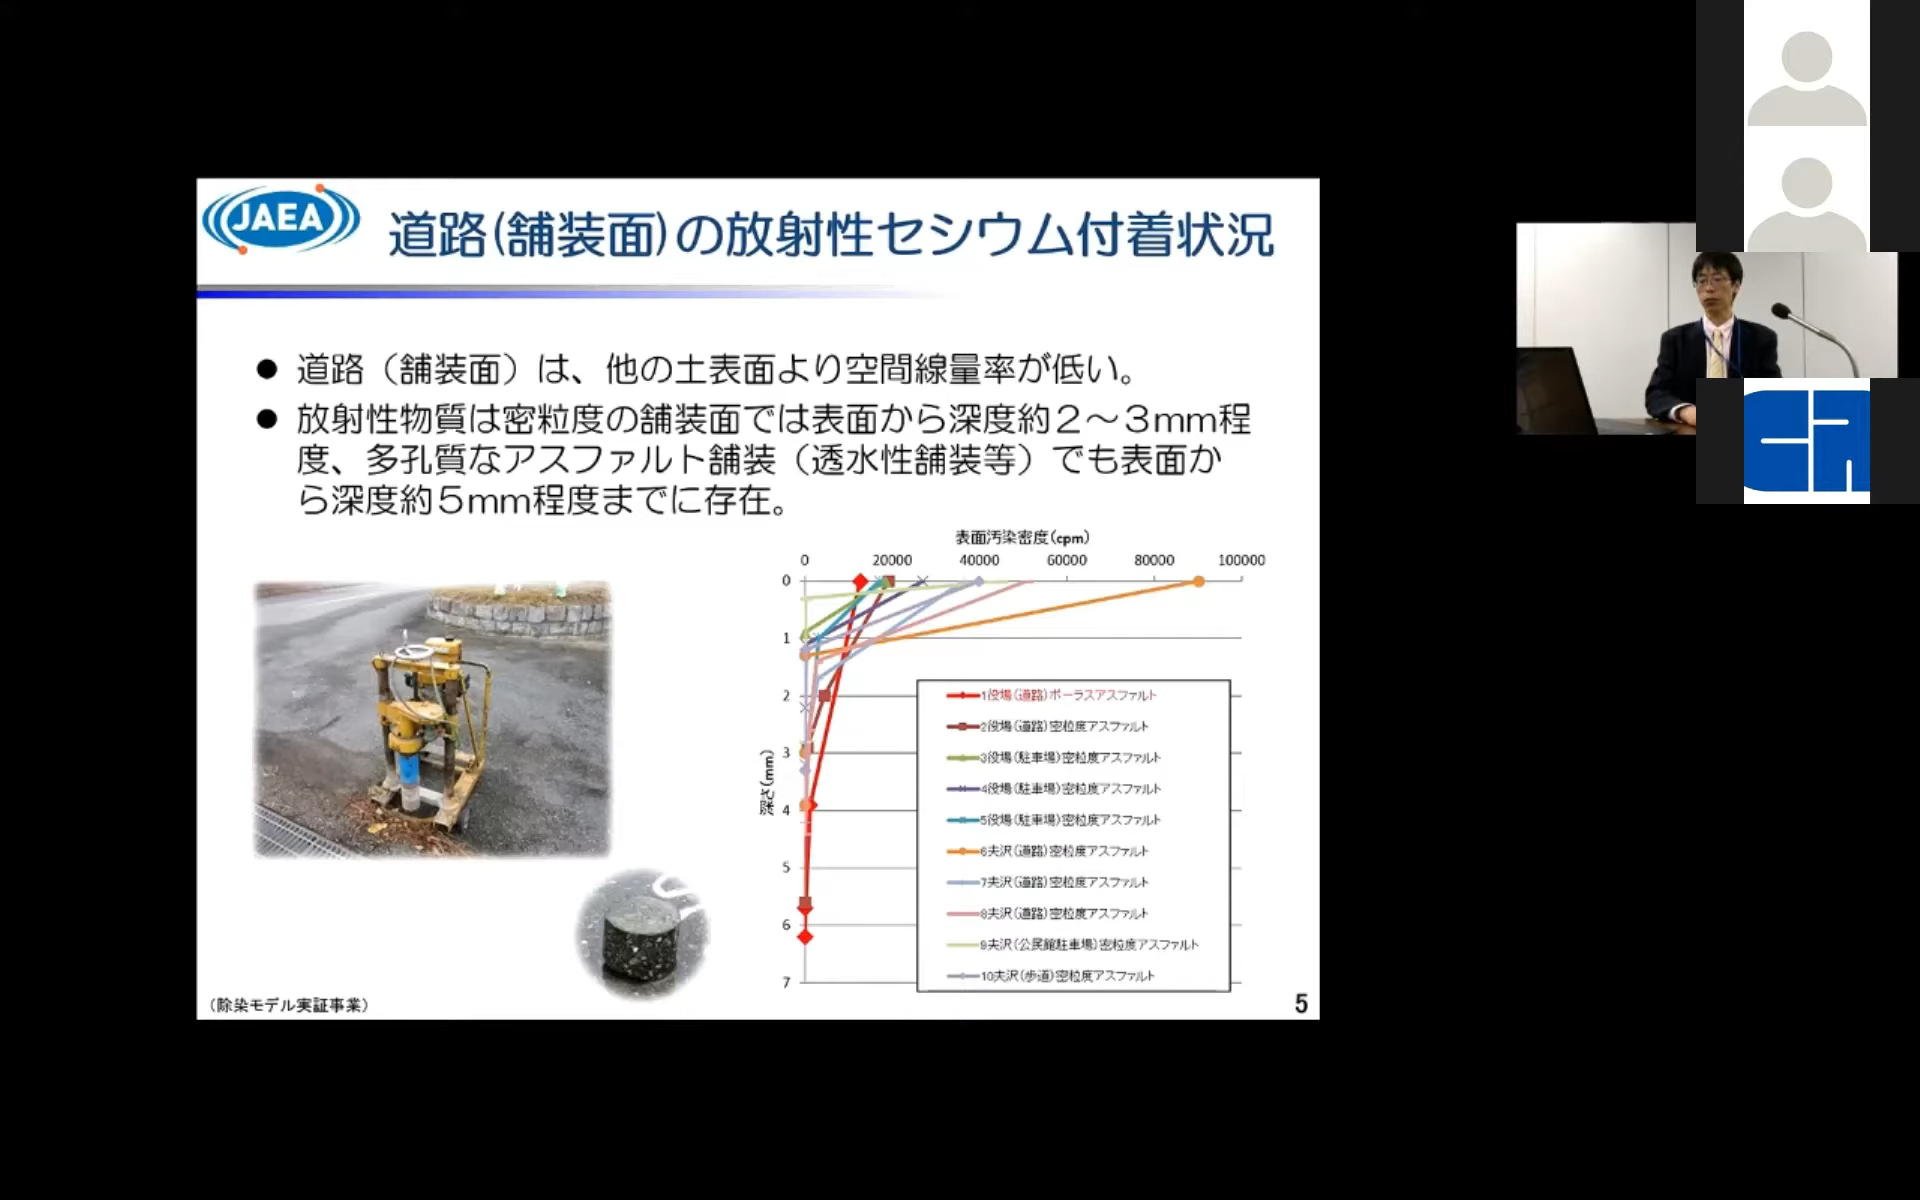 JAEA
道路(舗装面)の放射性セシウム付着状況
● 道路（舗装面）は、他の土表面より空間線量率が低い。
● 放射性物質は密粒度の舗装面では表面から深度約２～３mm程
度、多孔質なアスファルト舗装（透水性舗装等）でも表面か
ら深度約５mm程度までに存在。
表面汚染密度(cpm)
0 20000 40000 60000 80000 100000
0
1
2
3
4
5
6
7
深さ(mm)
1役場(道路)ポーラスアスファルト
2役場(道路)密粒度アスファルト
3役場(駐車場)密粒度アスファルト
4役場(駐車場)密粒度アスファルト
5役場(駐車場)密粒度アスファルト
6夫沢(道路)密粒度アスファルト
7夫沢(道路)密粒度アスファルト
8夫沢(道路)密粒度アスファルト
9夫沢(公民館駐車場)密粒度アスファルト
10夫沢(歩道)密粒度アスファルト
(除染モデル実証事業)
5